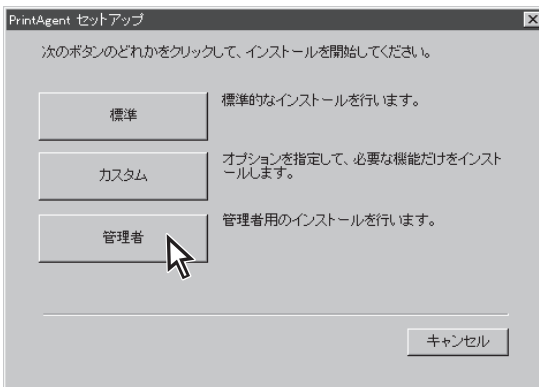 PrintAgent セットアップ
次のボタンのどれかをクリックして、インストールを開始してください。
標準
標準的なインストールを行います。
カスタム
オプションを指定して、必要な機能だけをインスト
ールします。
管理者
管理者用のインストールを行います。
キャンセル